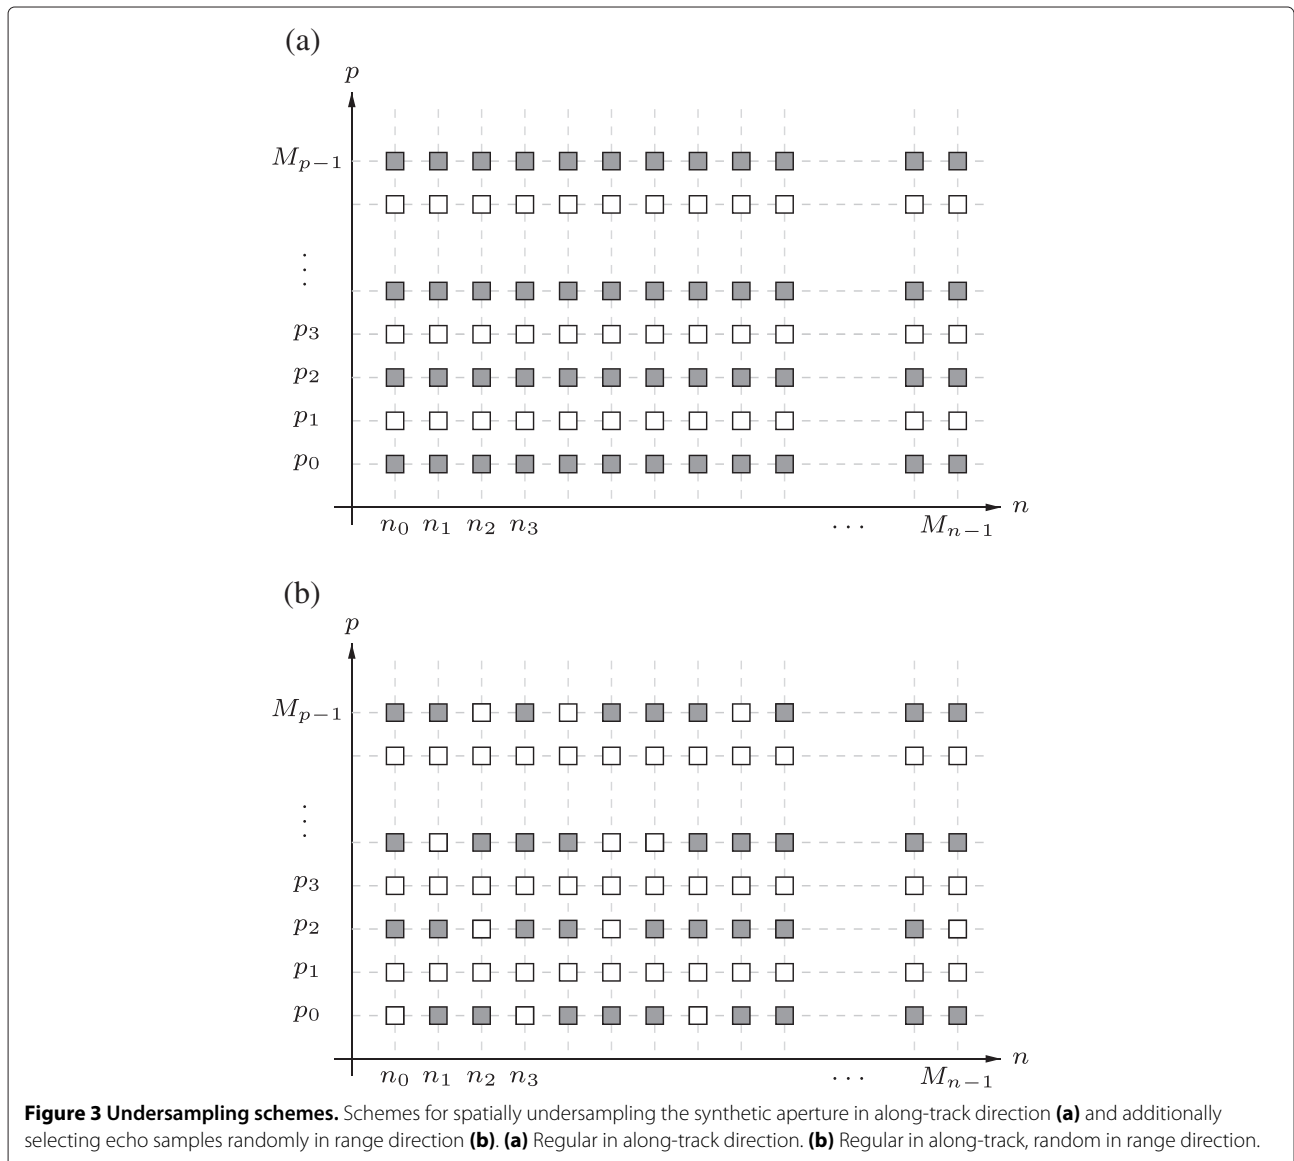 (a)
p
M_{p−1}
⋮
p_3
p_2
p_1
p_0
n
n_0 n_1 n_2 n_3 ... M_{n−1}
(b)
p
M_{p−1}
⋮
p_3
p_2
p_1
p_0
n
n_0 n_1 n_2 n_3 ... M_{n−1}
Figure 3 Undersampling schemes. Schemes for spatially undersampling the synthetic aperture in along-track direction (a) and additionally
selecting echo samples randomly in range direction (b). (a) Regular in along-track direction. (b) Regular in along-track, random in range direction.